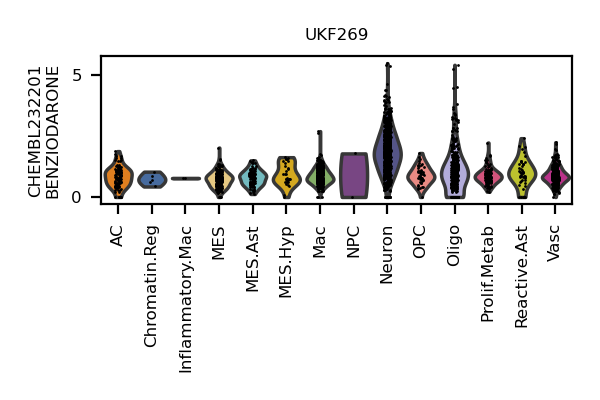 UKF269
CHEMBL232201
BENZIODARONE
5
0
AC
Chromatin.Reg
Inflammatory.Mac
MES
MES.Ast
MES.Hyp
Mac
NPC
Neuron
OPC
Oligo
Prolif.Metab
Reactive.Ast
Vasc